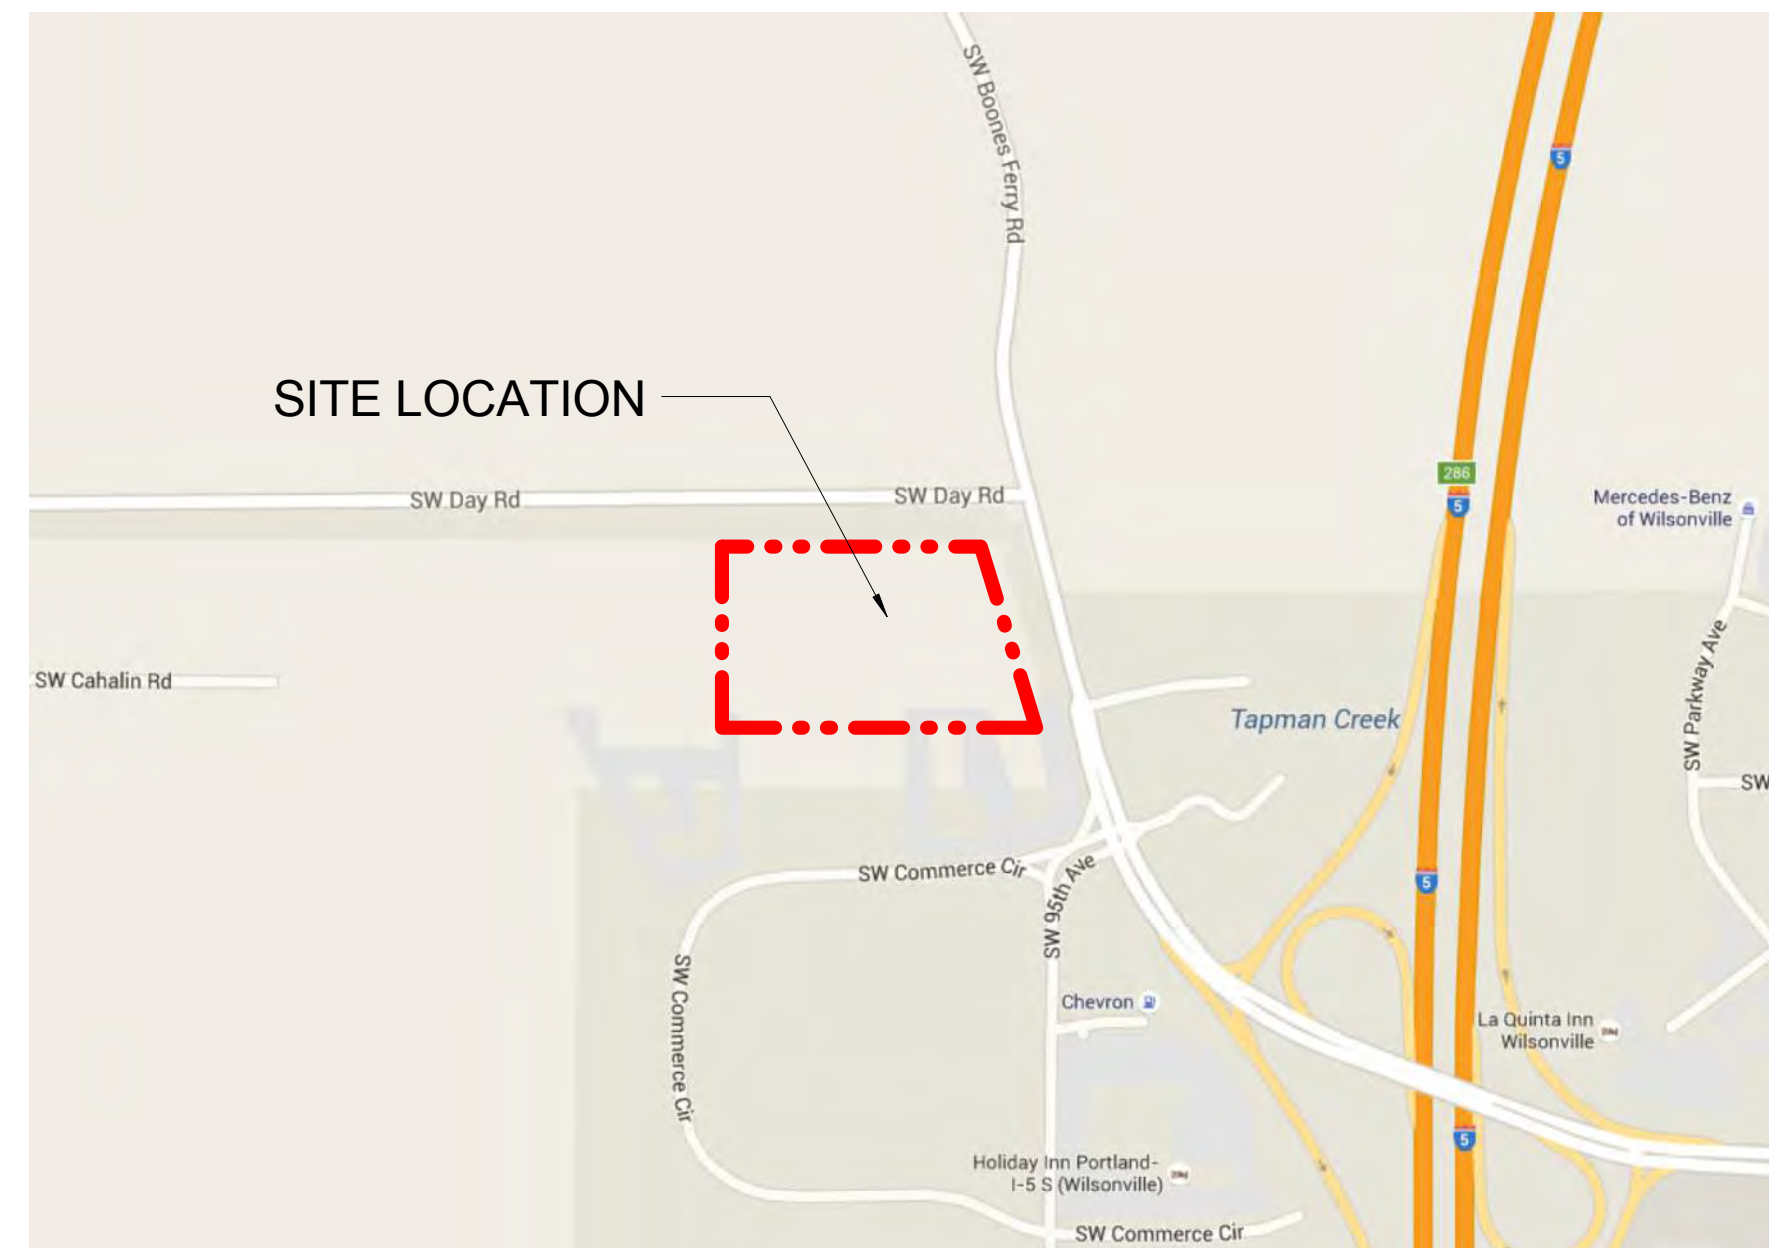 SW Boones Ferry Rd
5
SITE LOCATION
286
5
SW Day Rd
SW Day Rd
Mercedes-Benz
of Wilsonville
SW Cahalin Rd
SW Parkway Ave
Tapman Creek
SW
SW Commerce Cir
SW 95th Ave
5
SW Commerce Cir
Chevron
La Quinta Inn
Wilsonville
5
Holiday Inn Portland-
I-5 S (Wilsonville)
SW Commerce Cir